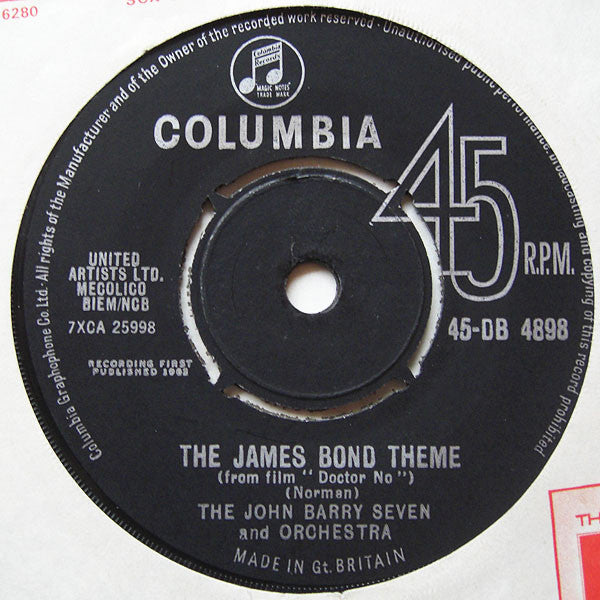 6280
Columbia Graphophone Co. Ltd. · All rights of the Manufacturer and of the Owner of the recorded work reserved · Unauthorised public performance, broadcasting and copying of this record prohibited
Columbia
Records
MAGIC NOTES
TRADE MARK
COLUMBIA
45
R.P.M.
UNITED
ARTISTS LTD.
MECOLICO
BIEM/NCB
7XCA 25998
45-DB 4898
RECORDING FIRST
PUBLISHED 1962
THE JAMES BOND THEME
(from film "Doctor No")
(Norman)
THE JOHN BARRY SEVEN
and ORCHESTRA
MADE IN Gt. BRITAIN
TH